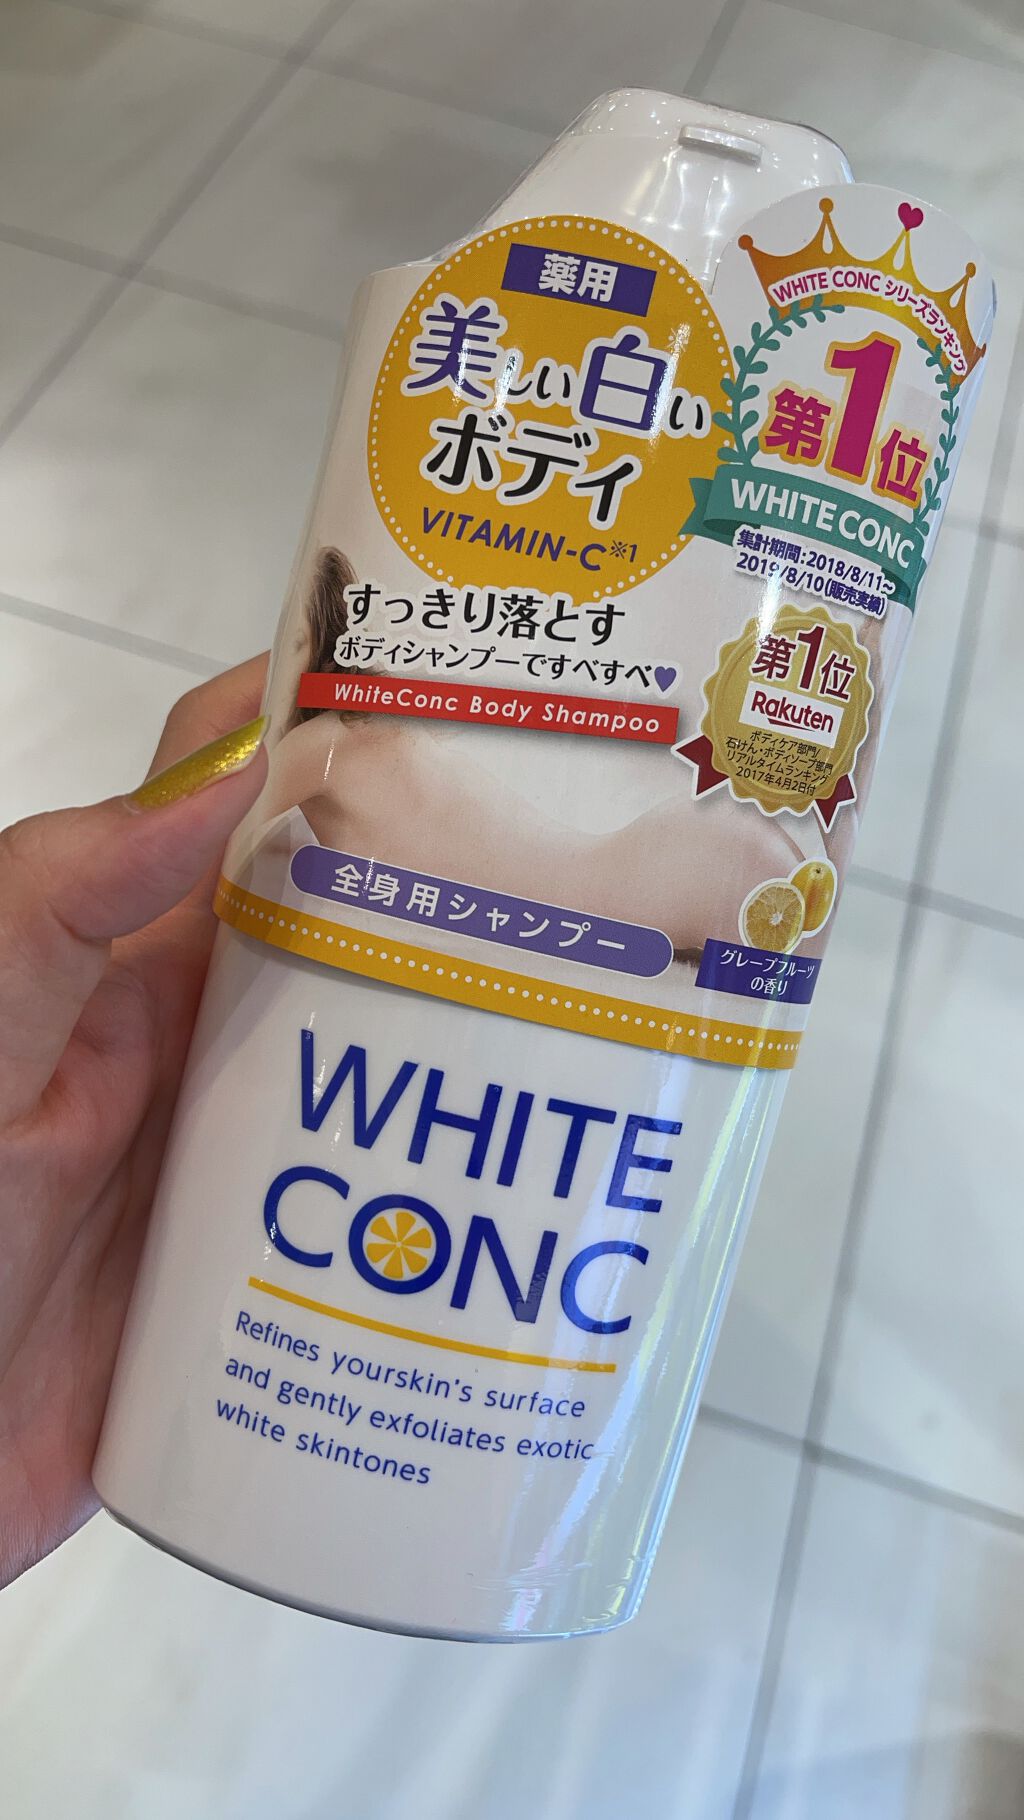 薬用
美しい白い
ボディ
VITAMIN-C※1
すっきり落とす
ボディシャンプーですべすべ♥
WhiteConc Body Shampoo
全身用シャンプー
WHITE CONC シリーズランキング
第1位
WHITE CONC
集計期間:2018/8/11~
2019/8/10(販売実績)
第1位
Rakuten
ボディケア部門/
石けん・ボディソープ部門
リアルタイムランキング
2017年4月2日付
グレープフルーツ
の香り
WHITE
CONC
Refines yourskin's surface
and gently exfoliates exotic
white skintones